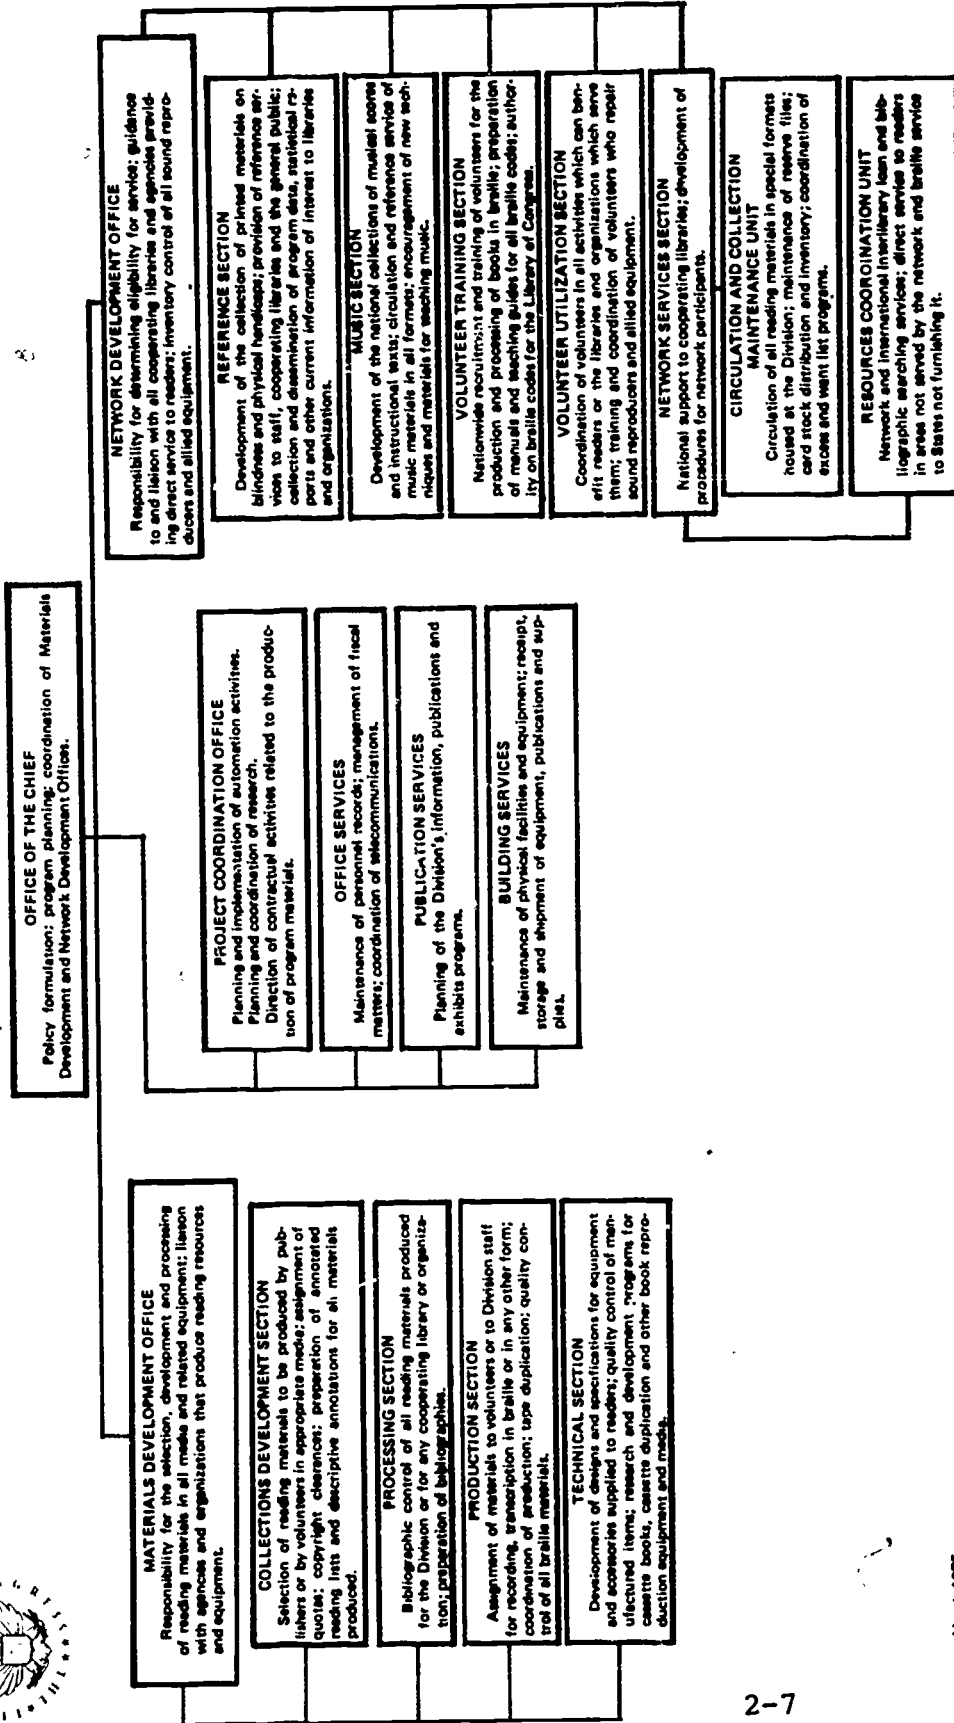 OFFICE OF THE CHIEF
Policy formulation; program planning; coordination of Materials
Development and Network Development Offices.
MATERIALS DEVELOPMENT OFFICE
Responsibility for the selection, development and processing
of reading materials in all media and related equipment; liaison
with agencies and organizations that produce reading resources
and equipment.
COLLECTIONS DEVELOPMENT SECTION
Selection of reading materials to be produced by pub-
lishers or by volunteers in appropriate media; assignment of
quotas; copyright clearances; preparation of annotated
reading lists and descriptive annotations for all materials
produced.
PROCESSING SECTION
Bibliographic control of all reading materials produced
for the Division or for any cooperating library or organiza-
tion; preparation of bibliographies.
PRODUCTION SECTION
Assignment of materials to volunteers or to Division staff
for recording, transcription in braille or in any other form;
coordination of production; tape duplication; quality con-
trol of all braille materials.
TECHNICAL SECTION
Development of designs and specifications for equipment
and accessories supplied to readers; quality control of man-
ufactured items; research and development programs for
cassette books, cassette duplication and other book repro-
duction equipment and media.
PROJECT COORDINATION OFFICE
Planning and implementation of automation activities.
Planning and coordination of research.
Direction of contractual activities related to the produc-
tion of program materials.
OFFICE SERVICES
Maintenance of personnel records; management of fiscal
matters; coordination of telecommunications.
PUBLICATION SERVICES
Planning of the Division's information, publications and
exhibits programs.
BUILDING SERVICES
Maintenance of physical facilities and equipment; receipt,
storage and shipment of equipment, publications and sup-
plies.
NETWORK DEVELOPMENT OFFICE
Responsibility for determining eligibility for service; guidance
to and liaison with all cooperating libraries and agencies provid-
ing direct service to readers; inventory control of all sound repro-
ducers and allied equipment.
REFERENCE SECTION
Development of the collection of printed materials on
blindness and physical handicaps; provision of reference ser-
vices to staff, cooperating libraries and the general public;
collection and dissemination of program data, statistical re-
ports and other current information of interest to libraries
and organizations.
MUSIC SECTION
Development of the national collections of musical scores
and instructional texts; circulation and reference service of
music materials in all formats; encouragement of new tech-
niques and materials for teaching music.
VOLUNTEER TRAINING SECTION
Nationwide recruitment and training of volunteers for the
production and processing of books in braille; preparation
of manuals and teaching guides for all braille codes; author-
ity on braille codes for the Library of Congress.
VOLUNTEER UTILIZATION SECTION
Coordination of volunteers in all activities which can ben-
efit readers or the libraries and organizations which serve
them; training and coordination of volunteers who repair
sound reproducers and allied equipment.
NETWORK SERVICES SECTION
National support to cooperating libraries; development of
procedures for network participants.
CIRCULATION AND COLLECTION
MAINTENANCE UNIT
Circulation of all reading materials in special formats
housed at the Division; maintenance of reserve files;
card stock distribution and inventory; coordination of
excess and want list programs.
RESOURCES COORDINATION UNIT
Network and international interlibrary loan and bib-
liographic searching services; direct service to readers
in areas not served by the network and braille service
to States not furnishing it.
2-7